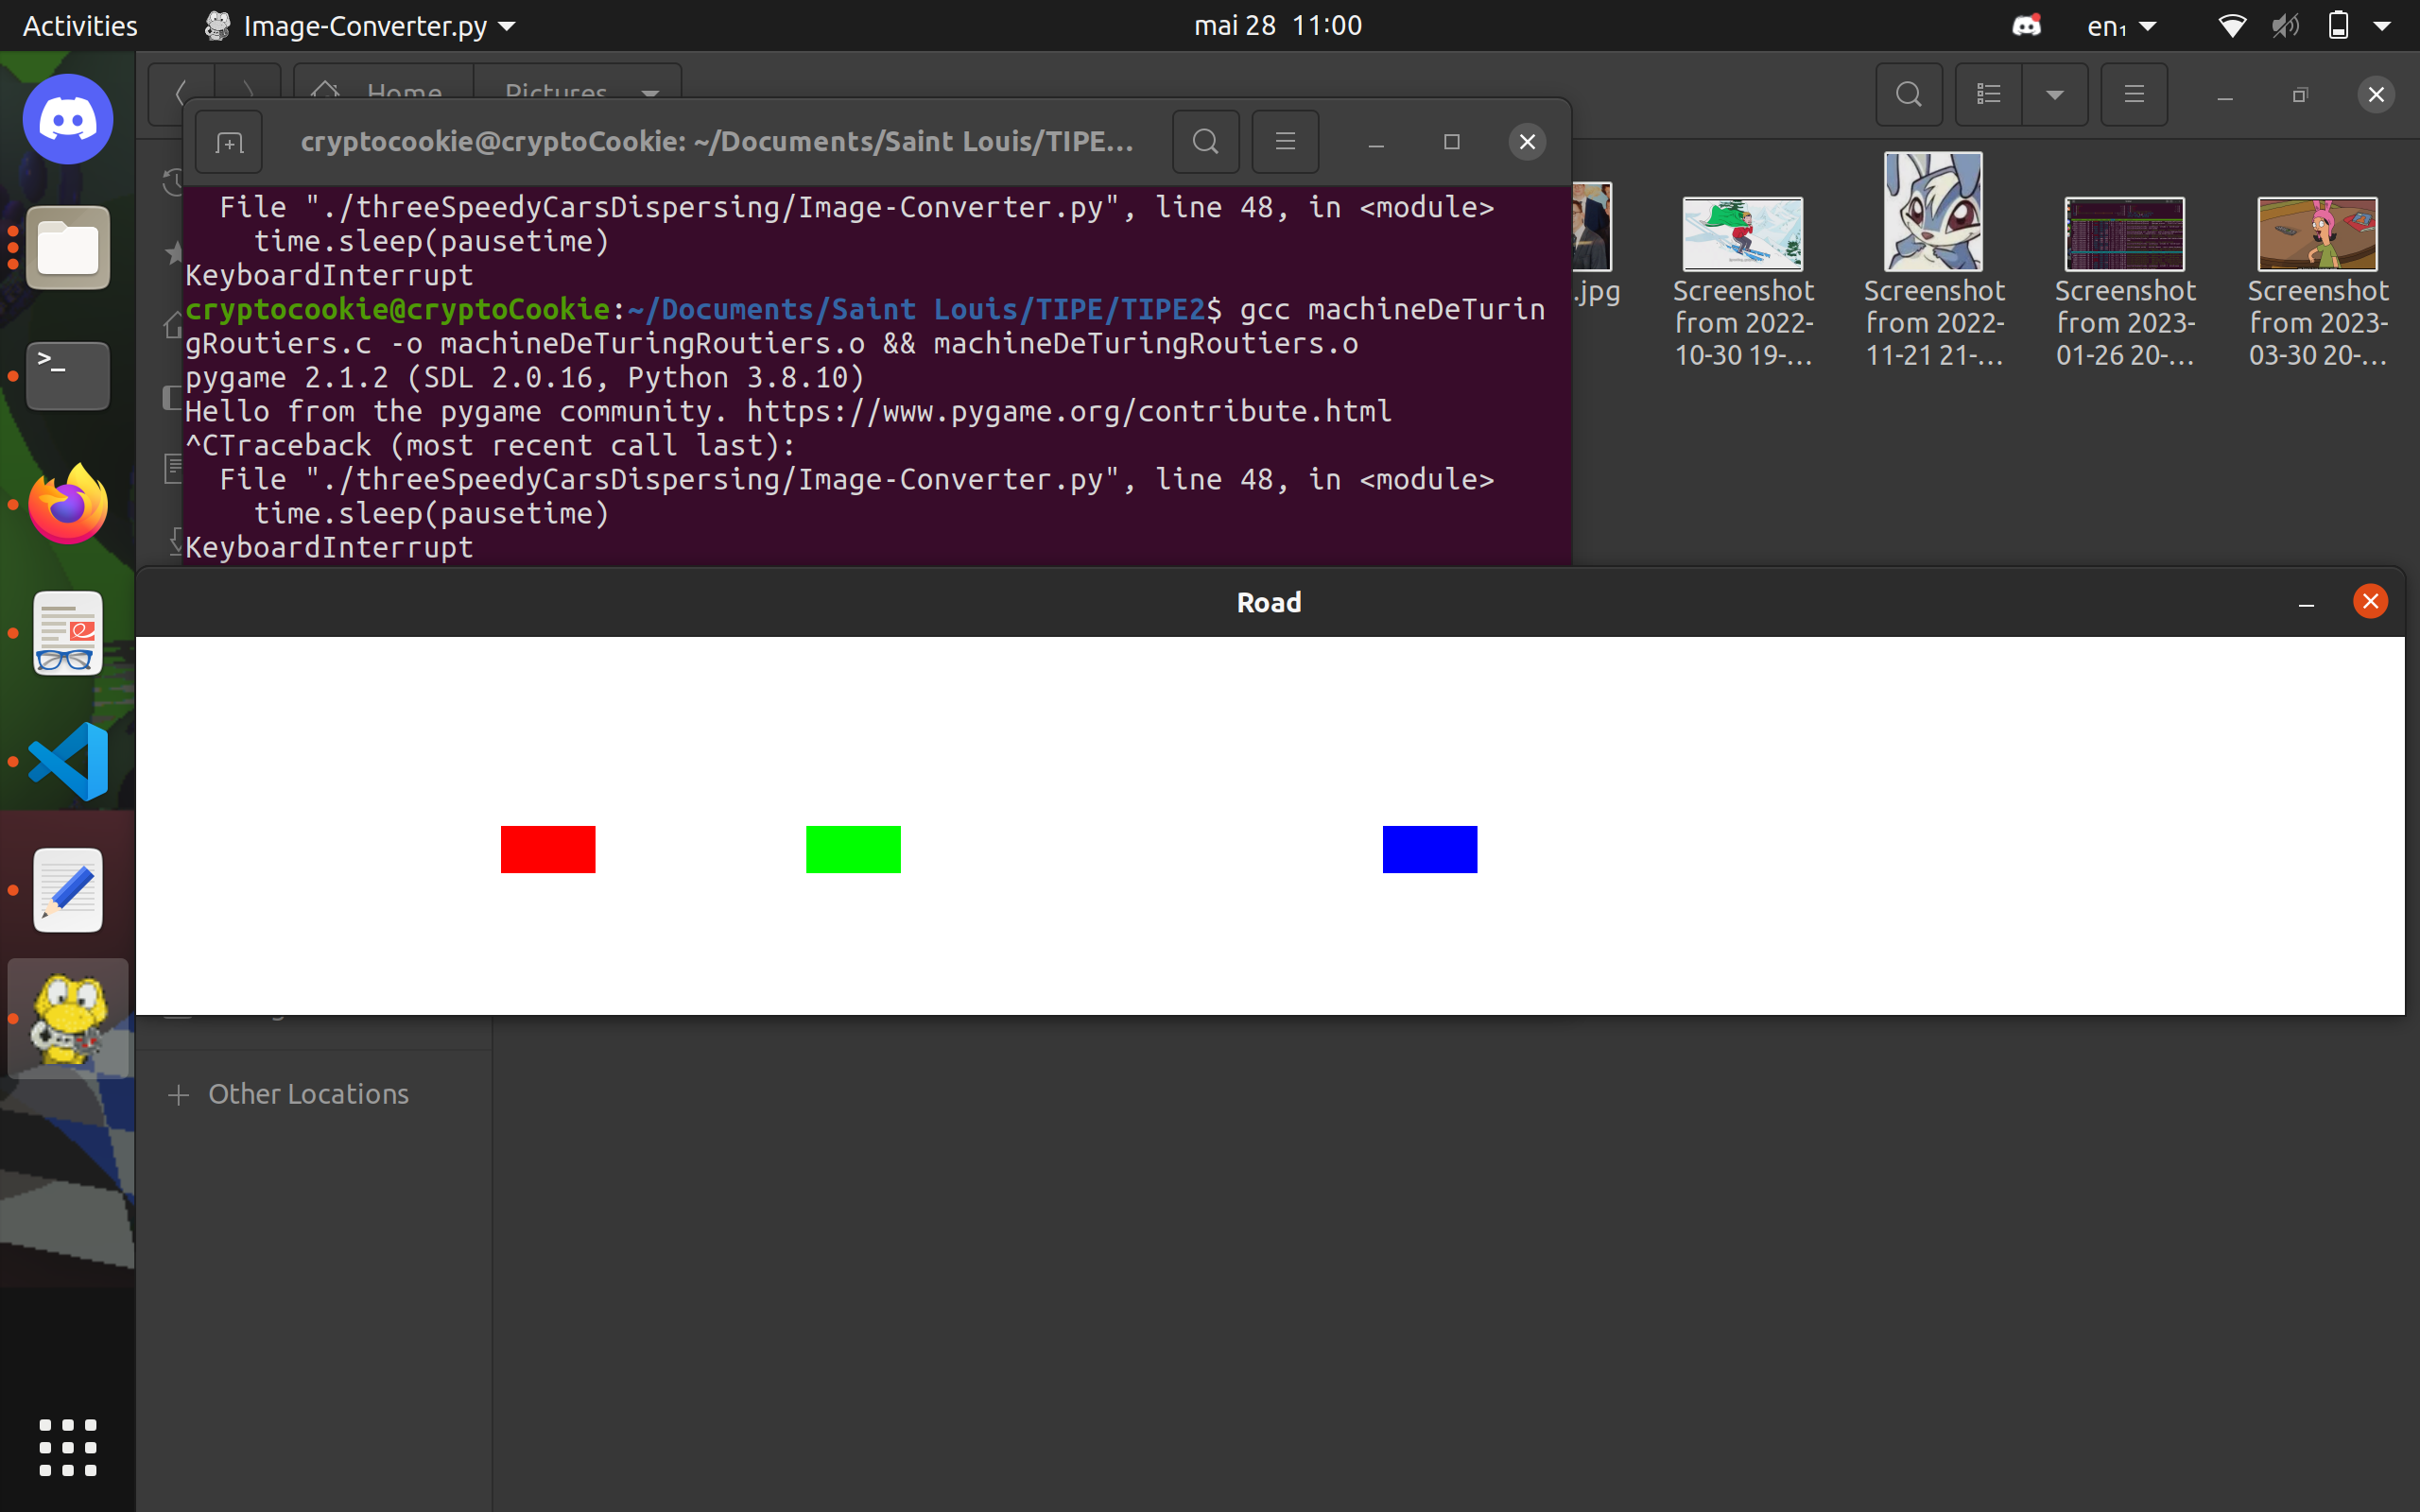 Activities
Image-Converter.py
mai 28 11:00
en₁
Home
Pictures
cryptocookie@cryptoCookie: ~/Documents/Saint Louis/TIPE…
File "./threeSpeedyCarsDispersing/Image-Converter.py", line 48, in <module>
time.sleep(pausetime)
KeyboardInterrupt
cryptocookie@cryptoCookie:~/Documents/Saint Louis/TIPE/TIPE2$ gcc machineDeTurin
gRoutiers.c -o machineDeTuringRoutiers.o && machineDeTuringRoutiers.o
pygame 2.1.2 (SDL 2.0.16, Python 3.8.10)
Hello from the pygame community. https://www.pygame.org/contribute.html
^CTraceback (most recent call last):
File "./threeSpeedyCarsDispersing/Image-Converter.py", line 48, in <module>
time.sleep(pausetime)
KeyboardInterrupt
.jpg
Screenshot
from 2022-
10-30 19-…
Screenshot
from 2022-
11-21 21-…
Screenshot
from 2023-
01-26 20-…
Screenshot
from 2023-
03-30 20-…
Road
Other Locations